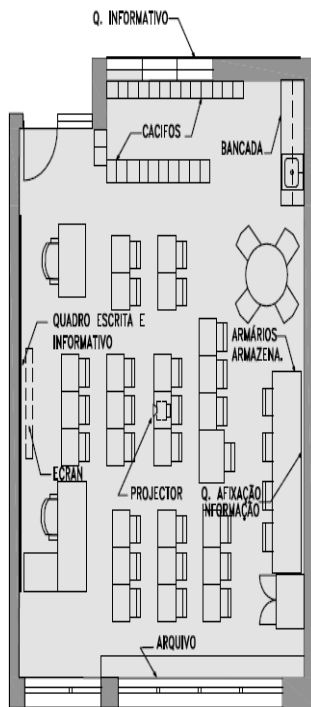 Q. INFORMATIVO
CACIFOS
BANCADA
QUADRO ESCRITA E
INFORMATIVO
ARMÁRIOS
ARMAZENA.
ECRAN
PROJECTOR
Q. AFIXAÇÃO
INFORMAÇÃO
ARQUIVO